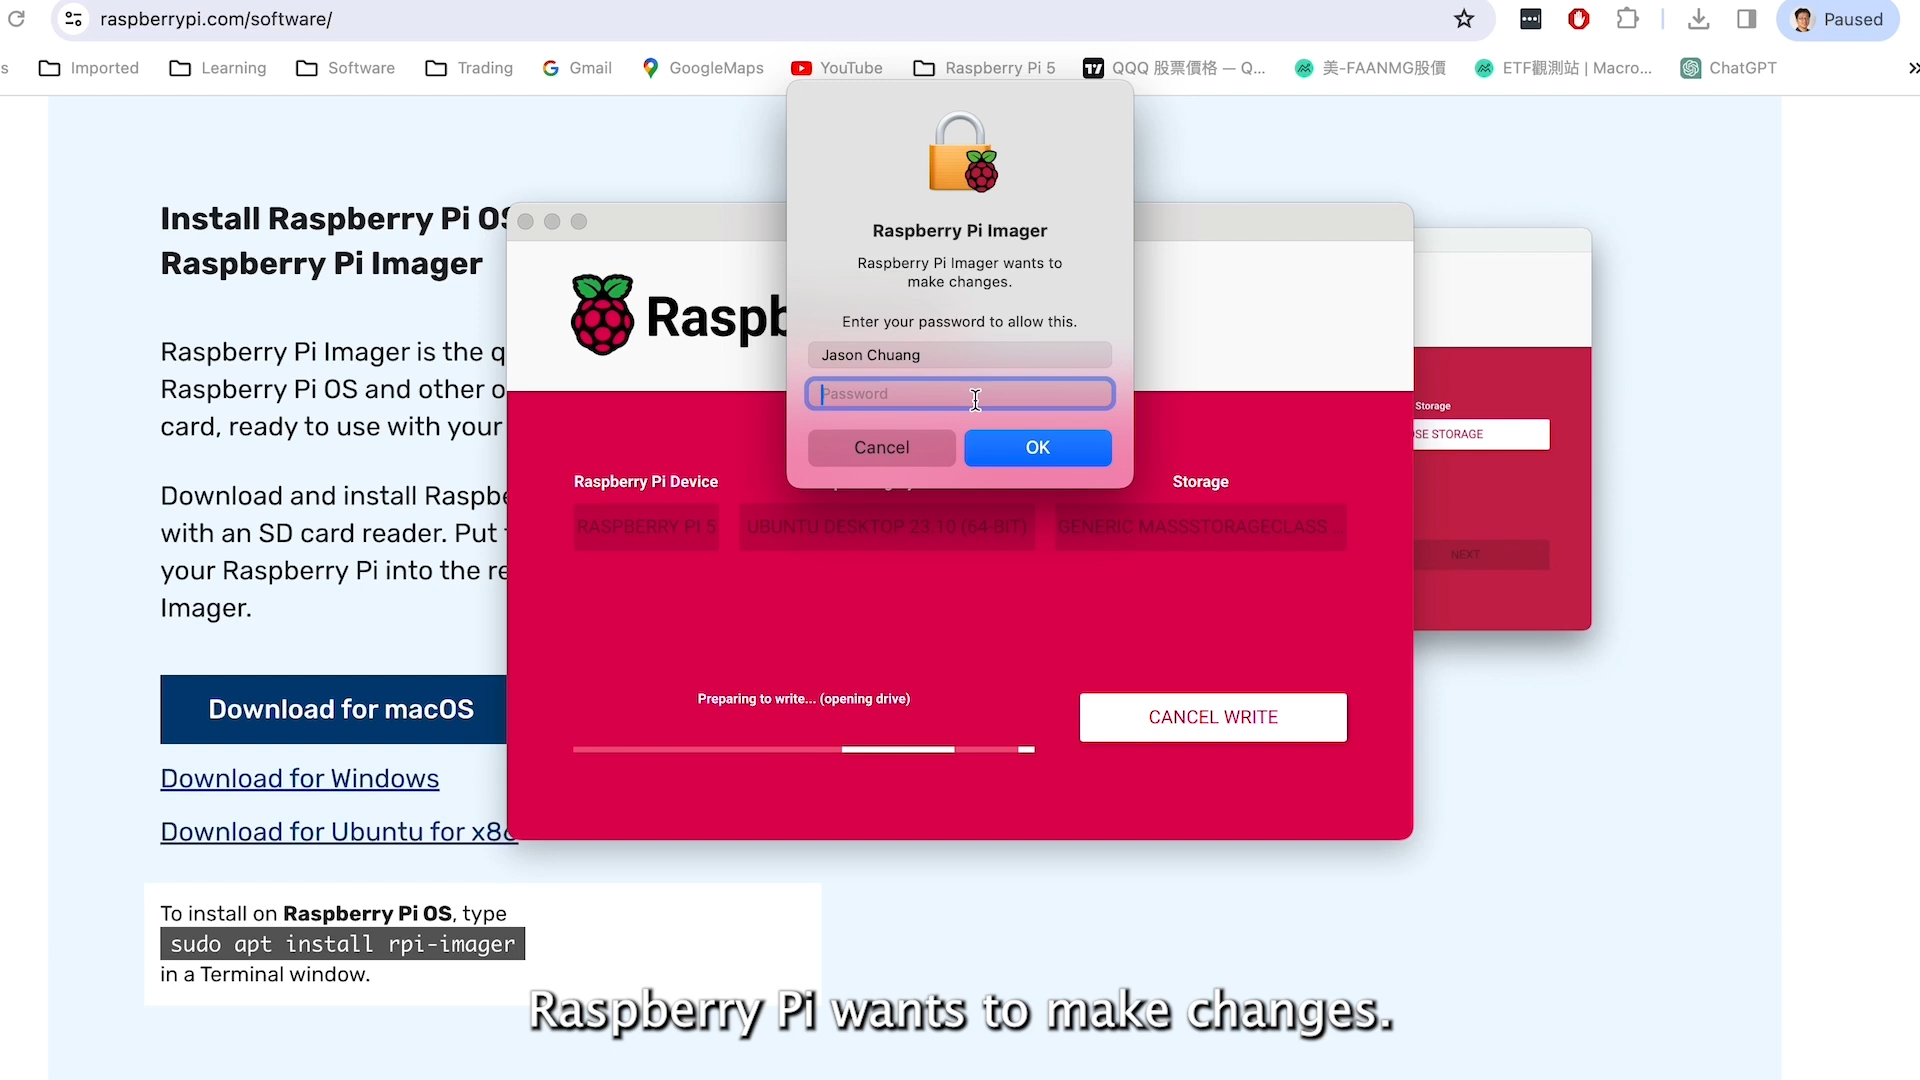 raspberrypi.com/software/
Paused
s
Imported
Learning
Software
Trading
Gmail
GoogleMaps
YouTube
Raspberry Pi 5
QQQ 股票價格 — Q...
美-FAANMG股價
ETF觀測站 | Macro...
ChatGPT
Install Raspberry Pi OS
Raspberry Pi Imager
Raspberry Pi Imager is the q
Raspberry Pi OS and other o
card, ready to use with your
Download and install Raspbe
with an SD card reader. Put
your Raspberry Pi into the re
Imager.
Download for macOS
Download for Windows
Download for Ubuntu for x86
To install on Raspberry Pi OS, type
sudo apt install rpi-imager
in a Terminal window.
Raspb
Raspberry Pi Imager
Raspberry Pi Imager wants to
make changes.
Enter your password to allow this.
Jason Chuang
Password
Cancel
OK
Raspberry Pi Device
Storage
RASPBERRY PI 5
UBUNTU DESKTOP 23.10 (64-BIT)
GENERIC MASSSTORAGECLASS ...
Preparing to write... (opening drive)
CANCEL WRITE
Storage
SE STORAGE
NEXT
Raspberry Pi wants to make changes.